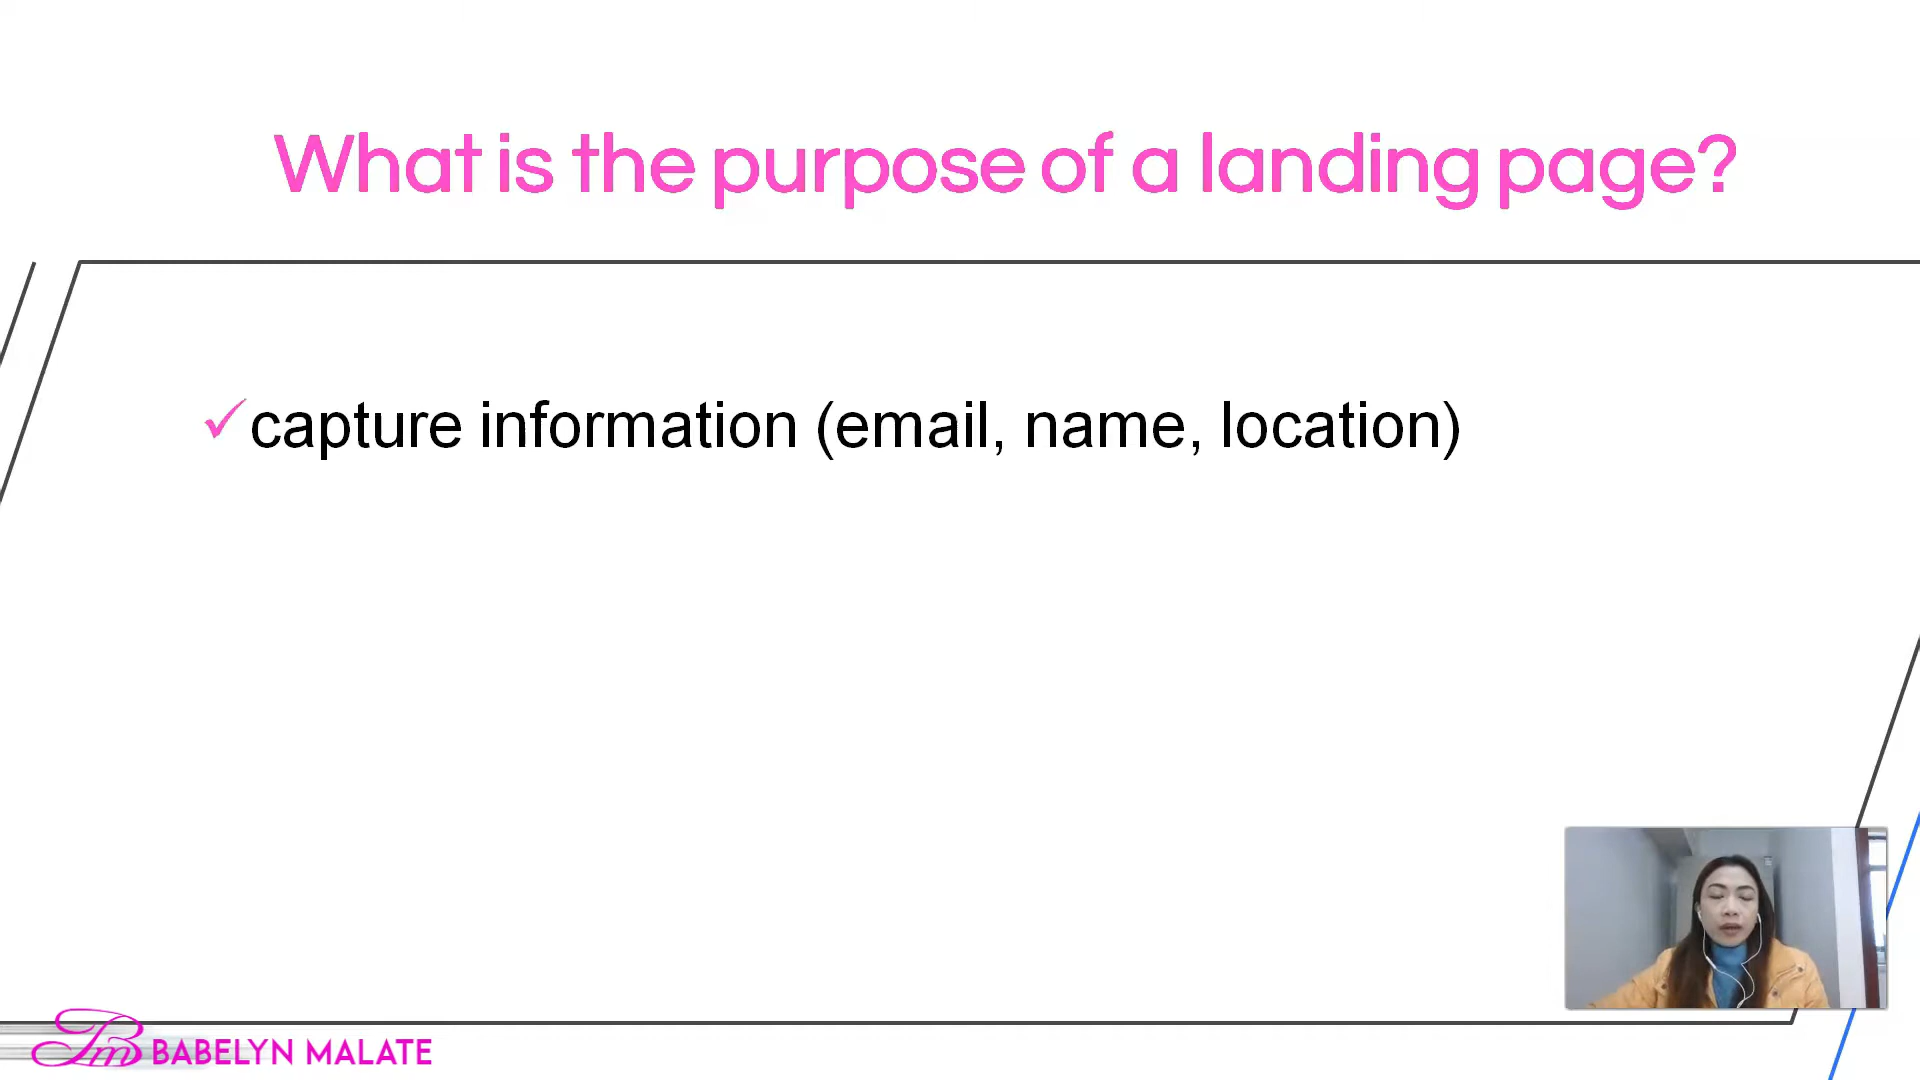 What is the purpose of a landing page?
capture information (email, name, location)
BABELYN MALATE